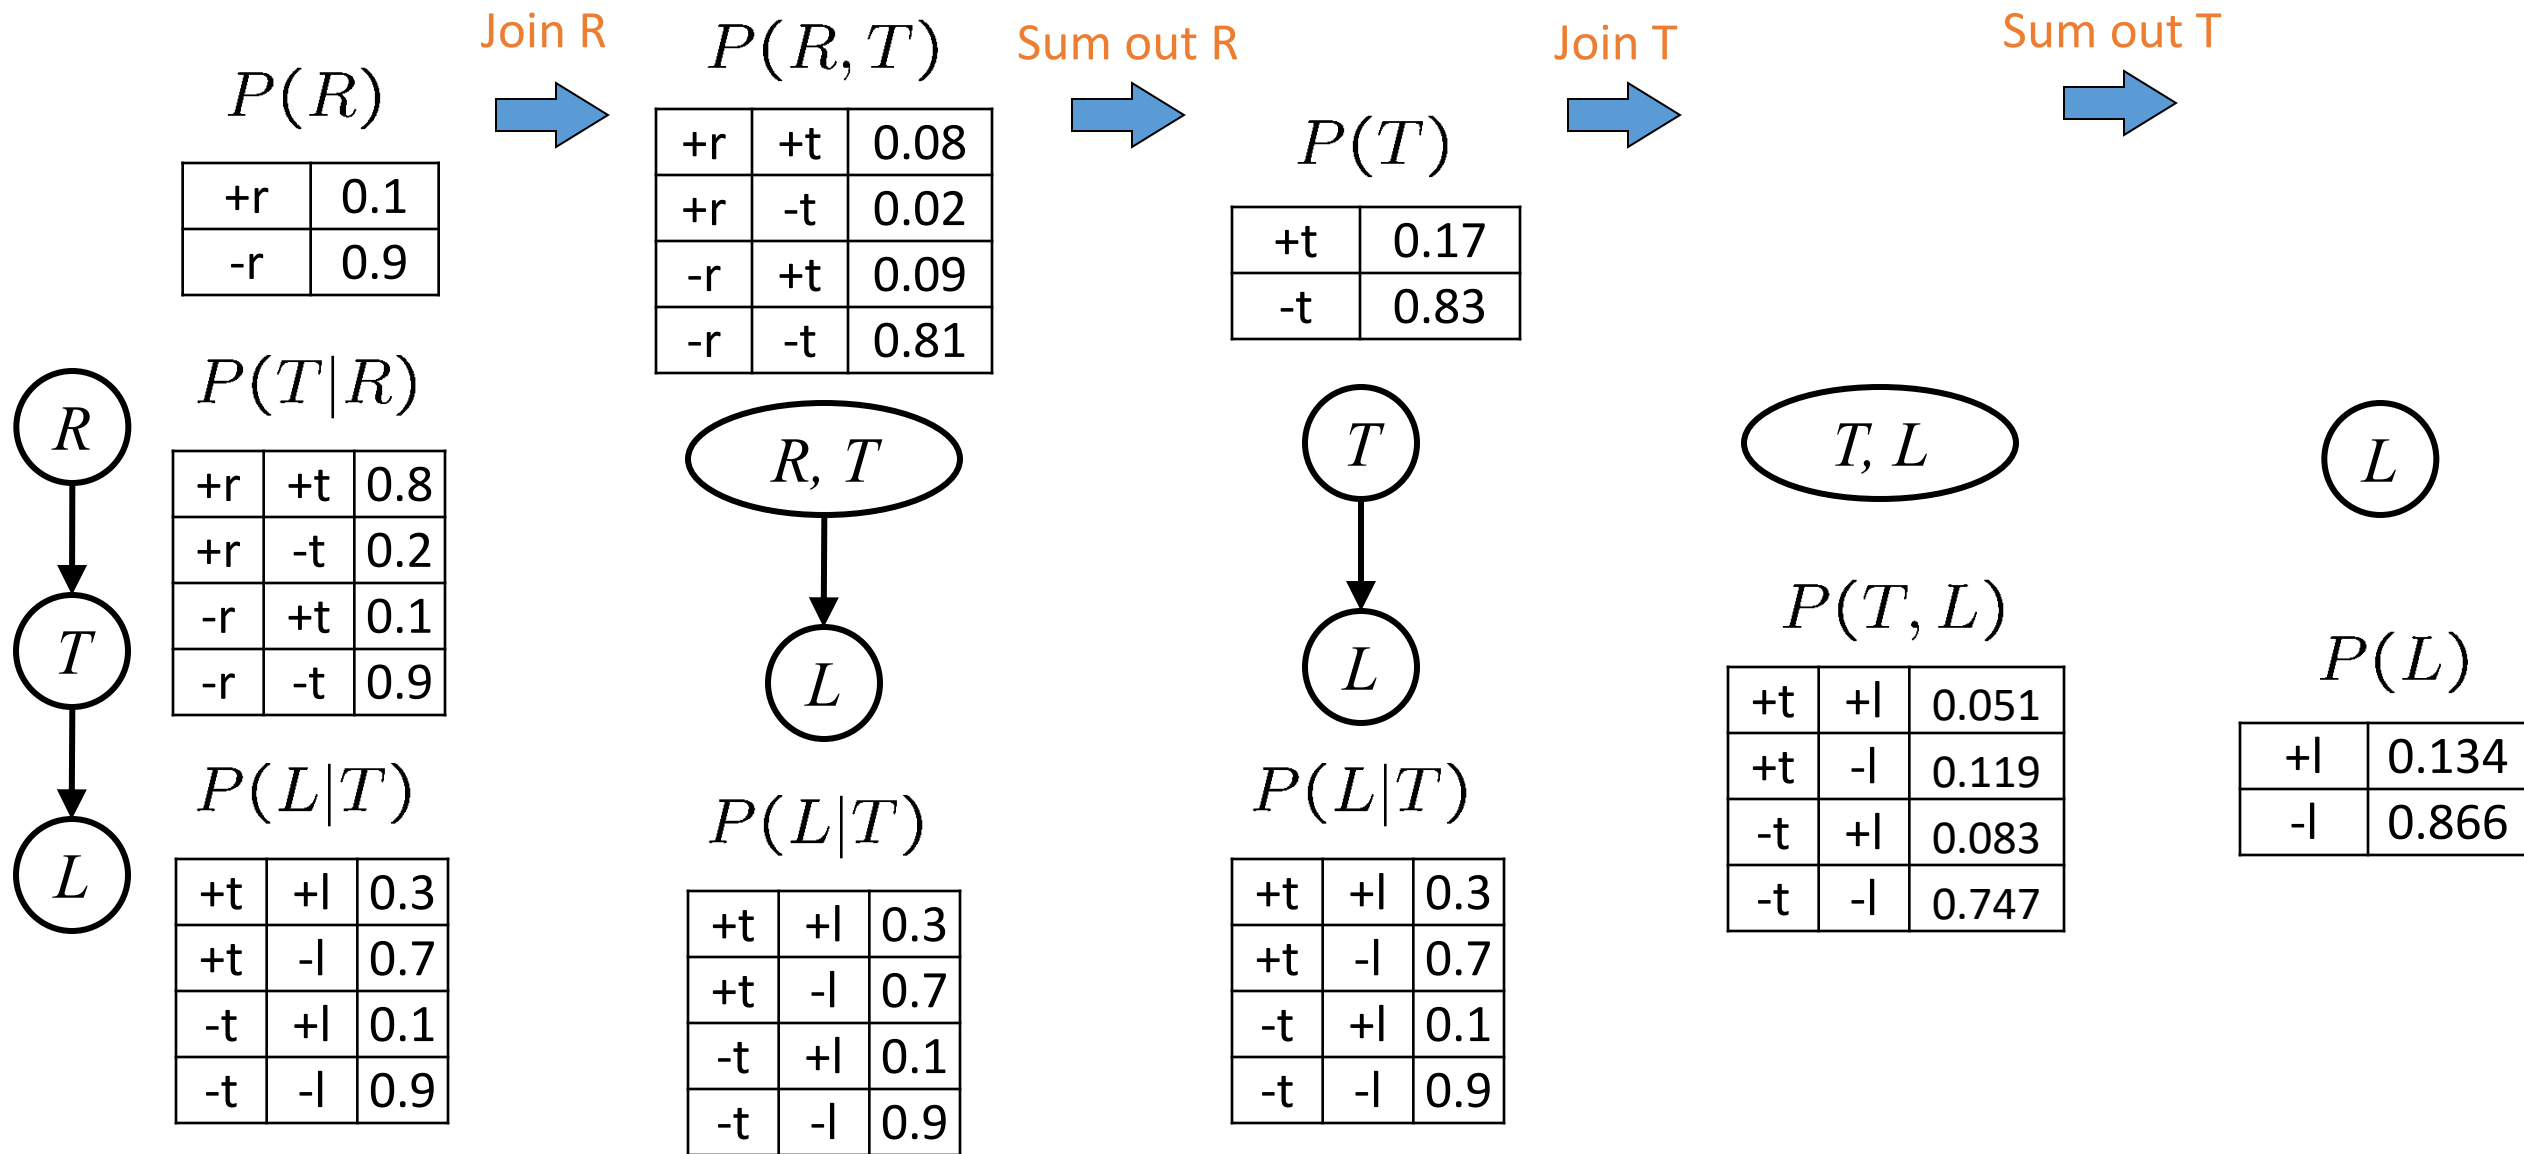 Join R
Sum out R
Join T
Sum out T
P(R)
+r 0.1
-r 0.9
P(T|R)
+r +t 0.8
+r -t 0.2
-r +t 0.1
-r -t 0.9
P(L|T)
+t +l 0.3
+t -l 0.7
-t +l 0.1
-t -l 0.9
R
T
L
P(R, T)
+r +t 0.08
+r -t 0.02
-r +t 0.09
-r -t 0.81
R, T
L
P(L|T)
+t +l 0.3
+t -l 0.7
-t +l 0.1
-t -l 0.9
P(T)
+t 0.17
-t 0.83
T
L
P(L|T)
+t +l 0.3
+t -l 0.7
-t +l 0.1
-t -l 0.9
T, L
P(T, L)
+t +l 0.051
+t -l 0.119
-t +l 0.083
-t -l 0.747
L
P(L)
+l 0.134
-l 0.866